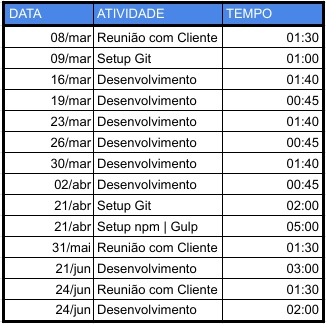 DATA ATIVIDADE TEMPO
08/mar Reunião com Cliente 01:30
09/mar Setup Git 01:00
16/mar Desenvolvimento 01:40
19/mar Desenvolvimento 00:45
23/mar Desenvolvimento 01:40
26/mar Desenvolvimento 00:45
30/mar Desenvolvimento 01:40
02/abr Desenvolvimento 00:45
21/abr Setup Git 02:00
21/abr Setup npm | Gulp 05:00
31/mai Reunião com Cliente 01:30
21/jun Desenvolvimento 03:00
24/jun Reunião com Cliente 01:30
24/jun Desenvolvimento 02:00